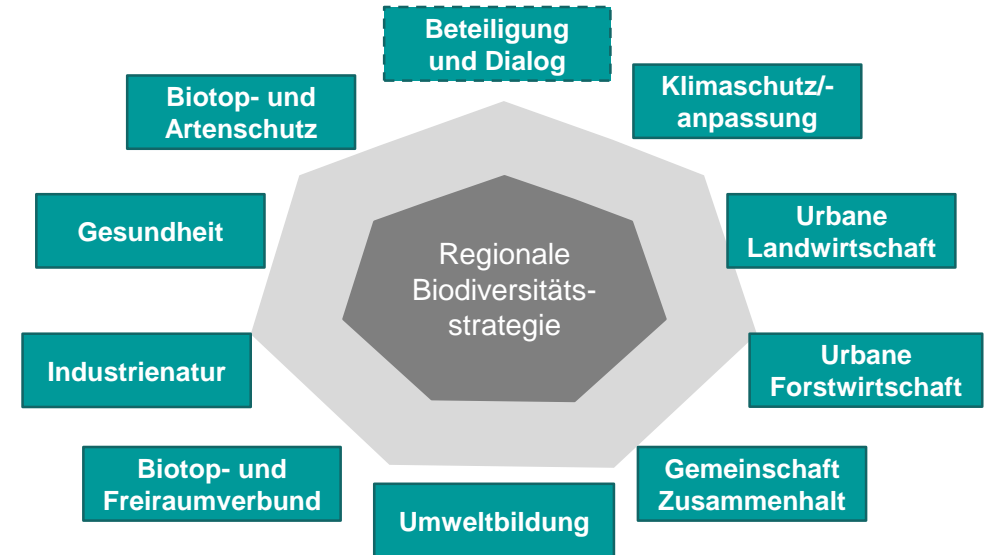 Beteiligung
und Dialog
Klimaschutz/-
anpassung
Biotop- und
Artenschutz
Gesundheit
Urbane
Landwirtschaft
Regionale
Biodiversitäts-
strategie
Industrienatur
Urbane
Forstwirtschaft
Biotop- und
Freiraumverbund
Gemeinschaft
Zusammenhalt
Umweltbildung